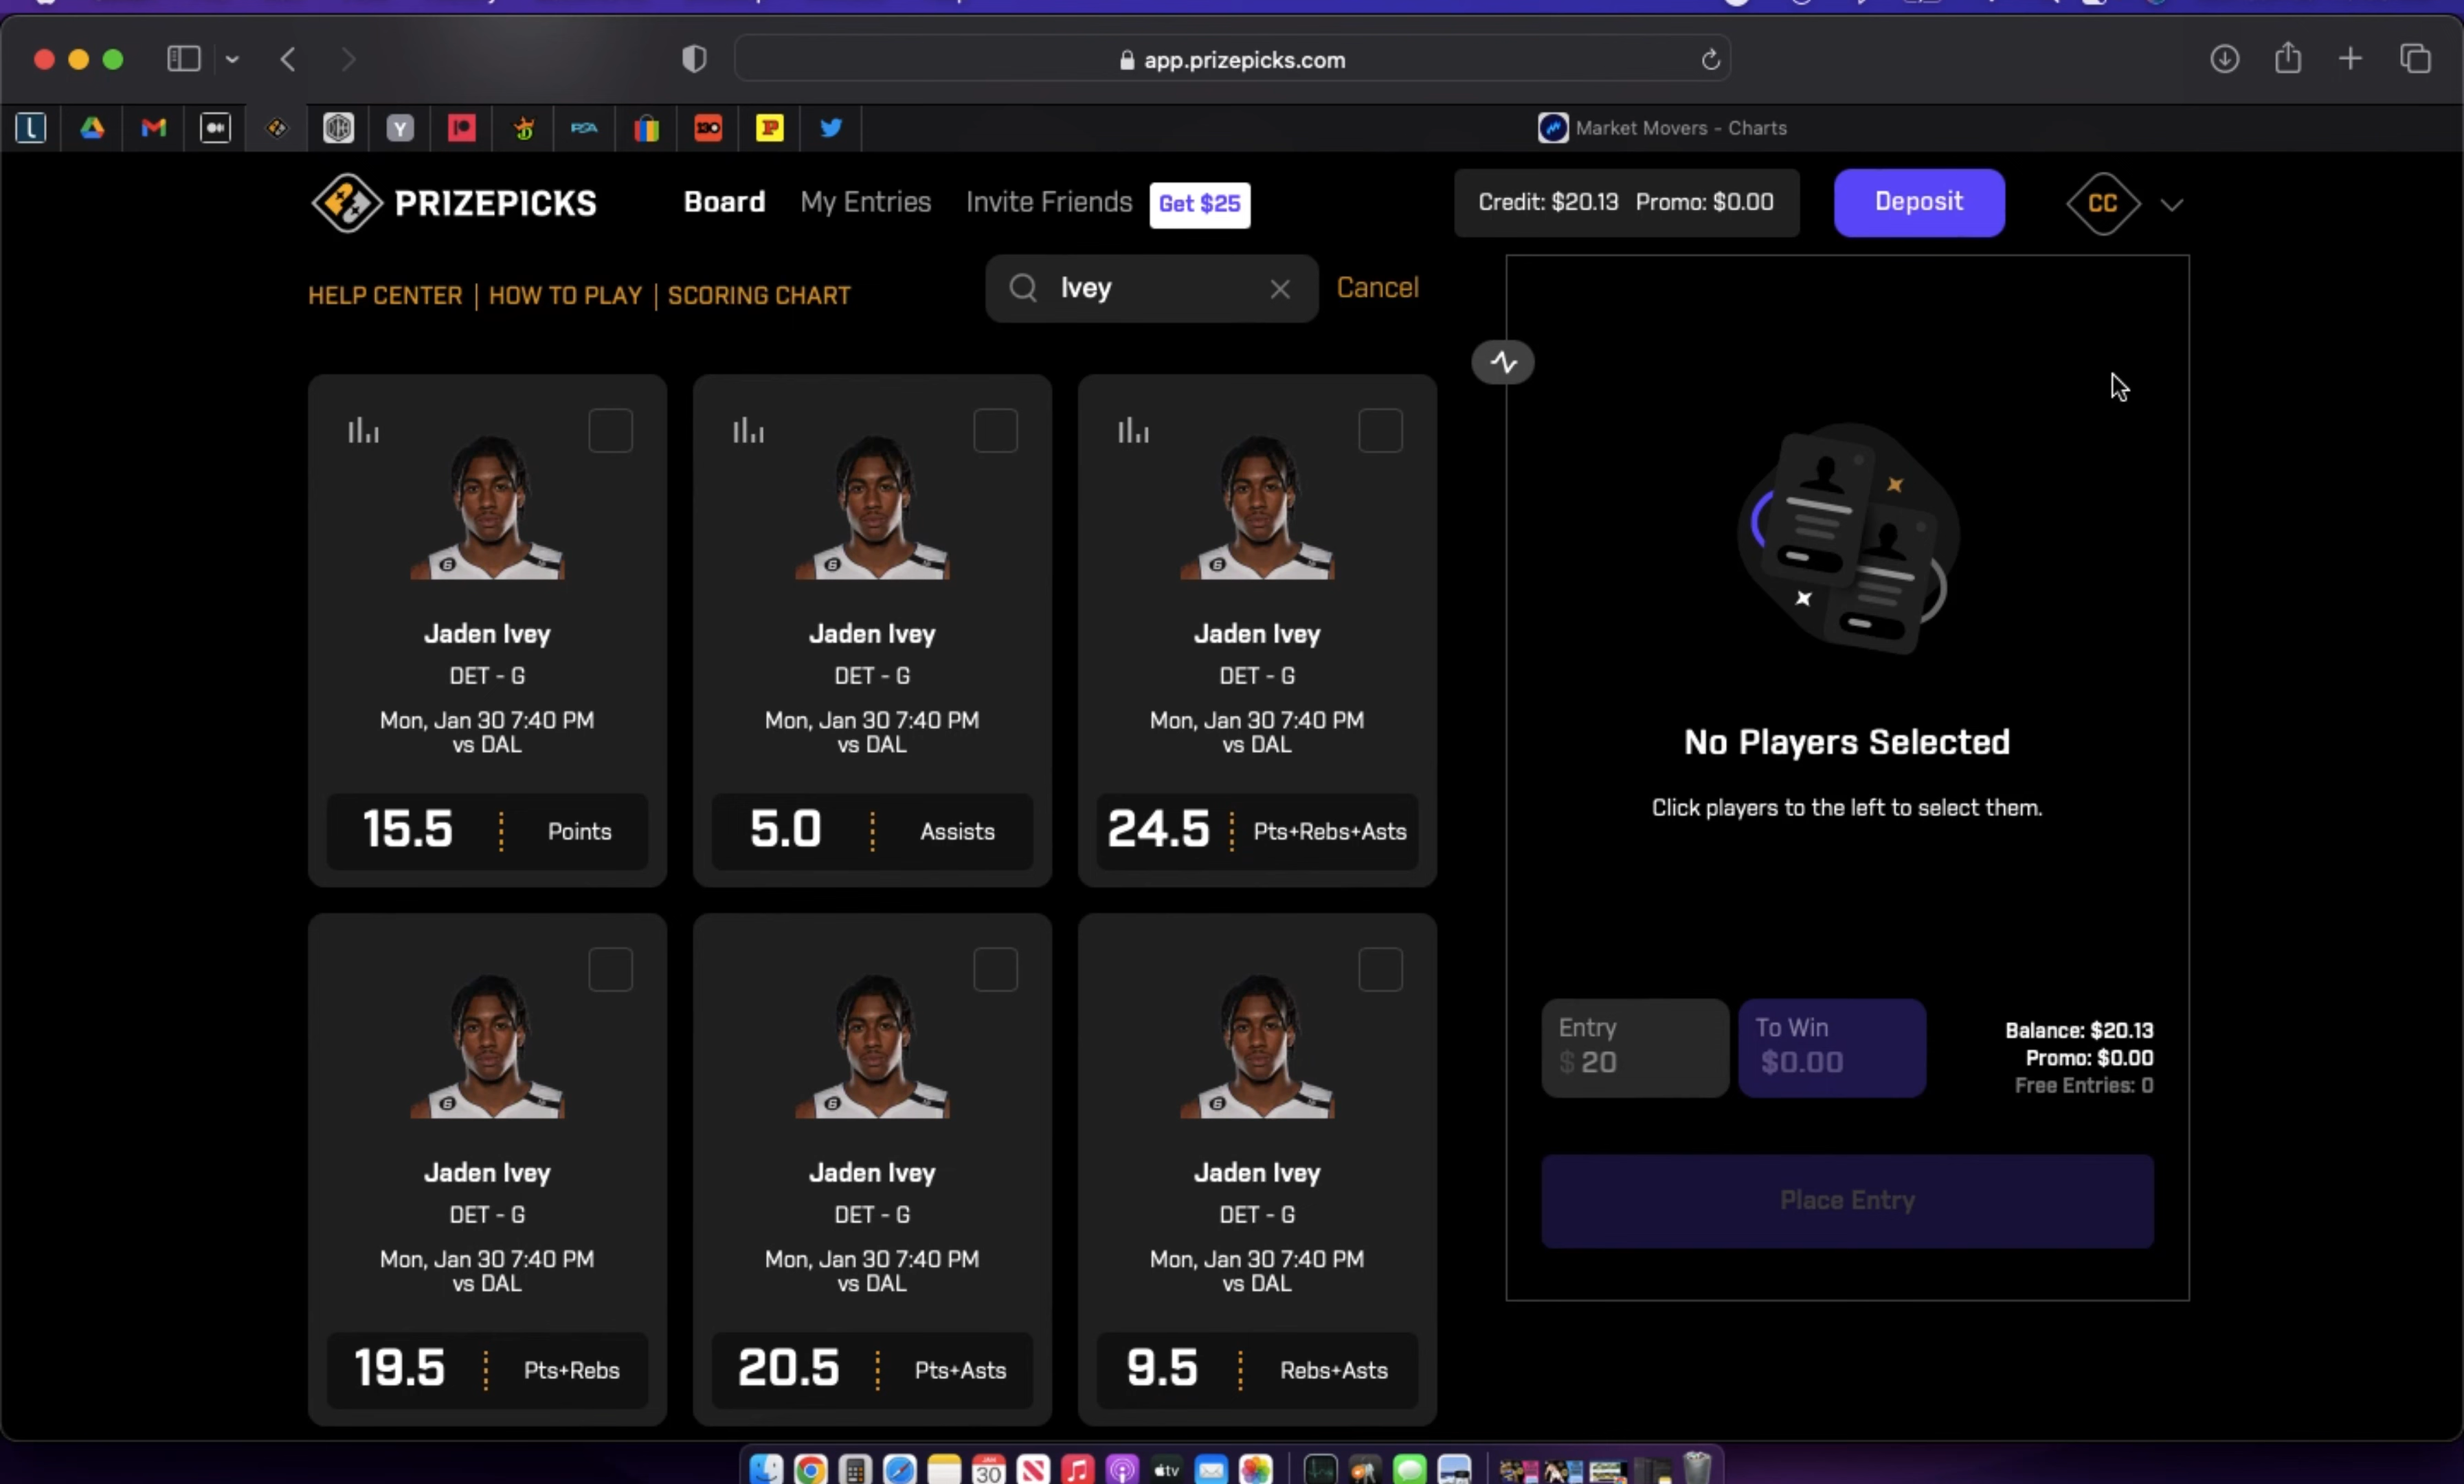 app.prizepicks.com
Market Movers - Charts
PRIZEPICKS
Board
My Entries
Invite Friends
Get $25
Credit: $20.13 Promo: $0.00
Deposit
CC
HELP CENTER | HOW TO PLAY | SCORING CHART
Ivey
Cancel
Jaden Ivey
DET - G
Mon, Jan 30 7:40 PM
vs DAL
15.5 Points
Jaden Ivey
DET - G
Mon, Jan 30 7:40 PM
vs DAL
5.0 Assists
Jaden Ivey
DET - G
Mon, Jan 30 7:40 PM
vs DAL
24.5 Pts+Rebs+Asts
Jaden Ivey
DET - G
Mon, Jan 30 7:40 PM
vs DAL
19.5 Pts+Rebs
Jaden Ivey
DET - G
Mon, Jan 30 7:40 PM
vs DAL
20.5 Pts+Asts
Jaden Ivey
DET - G
Mon, Jan 30 7:40 PM
vs DAL
9.5 Rebs+Asts
No Players Selected
Click players to the left to select them.
Entry
$ 20
To Win
$0.00
Balance: $20.13
Promo: $0.00
Free Entries: 0
Place Entry
JAN
30
tv